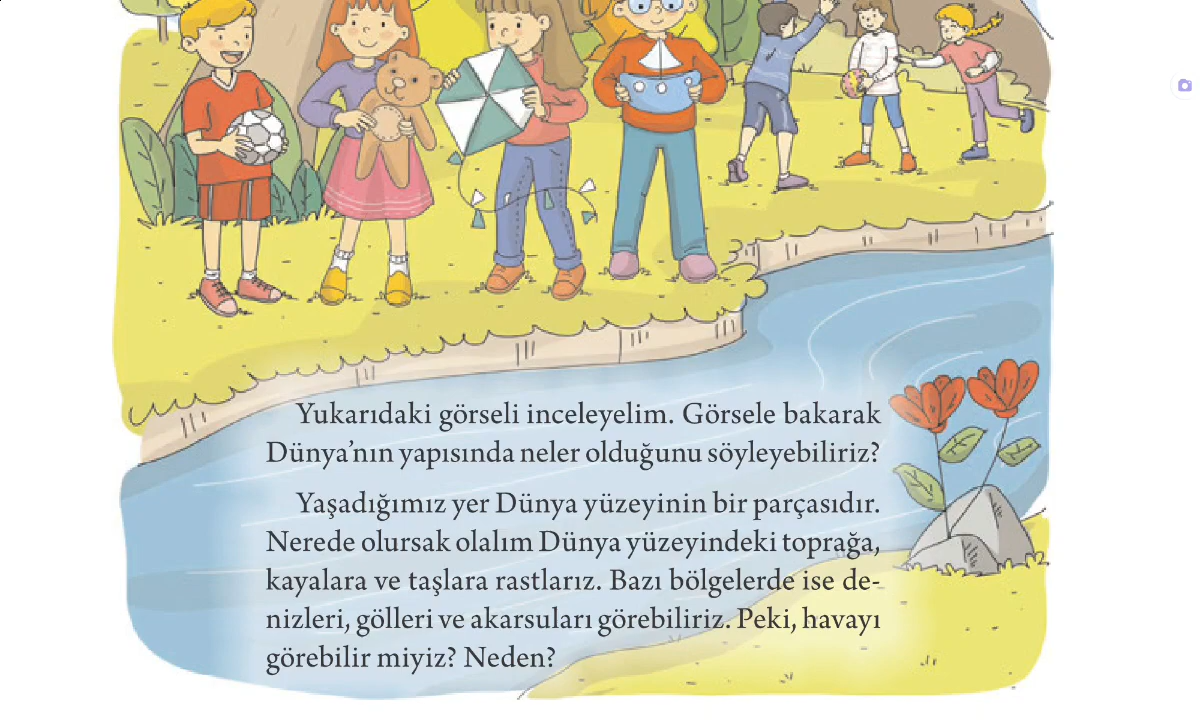 Yukarıdaki görseli inceleyelim. Görsele bakarak
Dünya’nın yapısında neler olduğunu söyleyebiliriz?
Yaşadığımız yer Dünya yüzeyinin bir parçasıdır.
Nerede olursak olalım Dünya yüzeyindeki toprağa,
kayalara ve taşlara rastlarız. Bazı bölgelerde ise de-
nizleri, gölleri ve akarsuları görebiliriz. Peki, havayı
görebilir miyiz? Neden?